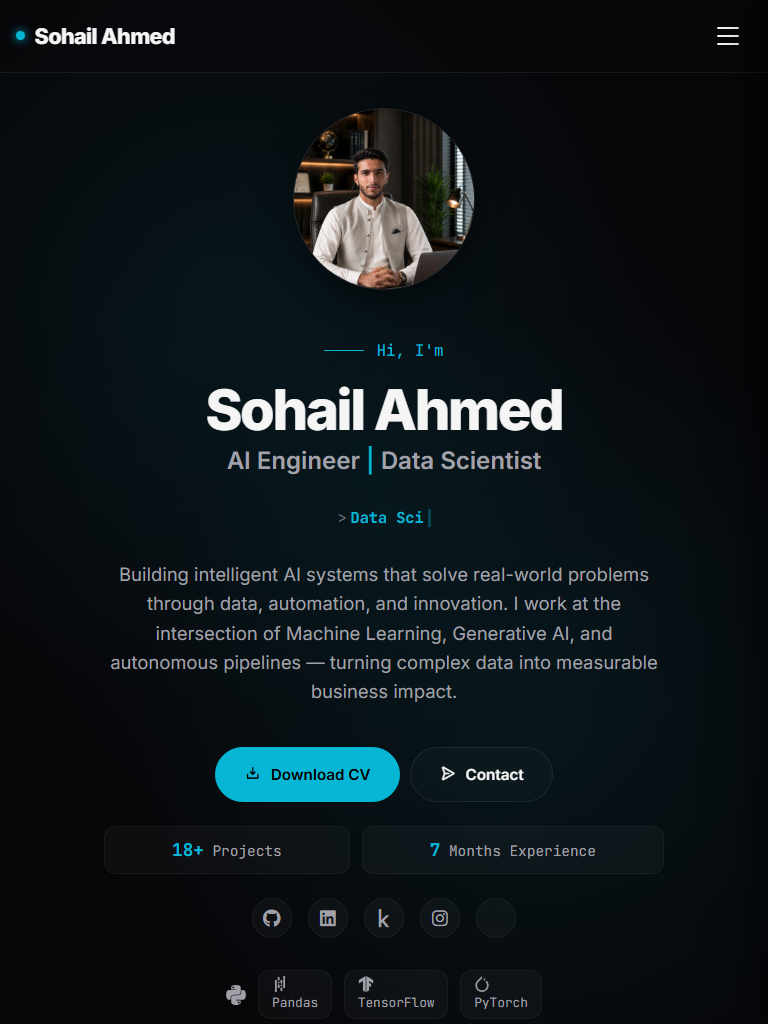 Sohail Ahmed
Hi, I'm
Sohail Ahmed
AI Engineer | Data Scientist
> Data Sci
Building intelligent AI systems that solve real-world problems
through data, automation, and innovation. I work at the
intersection of Machine Learning, Generative AI, and
autonomous pipelines — turning complex data into measurable
business impact.
Download CV
Contact
18+ Projects
7 Months Experience
k
Pandas
TensorFlow
PyTorch